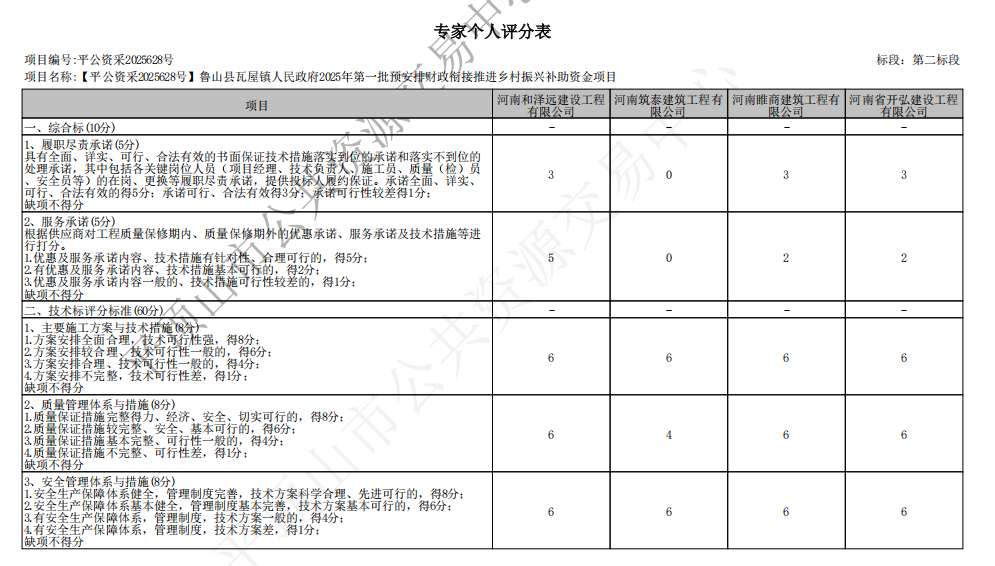 专家个人评分表
项目编号:平公资采2025628号
标段：第二标段
项目名称:【平公资采2025628号】鲁山县瓦屋镇人民政府2025年第一批预安排财政衔接推进乡村振兴补助资金项目
项目
河南和泽远建设工程有限公司
河南筑泰建筑工程有限公司
河南睢商建筑工程有限公司
河南省开弘建设工程有限公司
一、综合标(10分)
- - - -
1、履职尽责承诺(5分)
具有全面、详实、可行、合法有效的书面保证技术措施落实到位的承诺和落实不到位的
处理承诺，其中包括各关键岗位人员（项目经理、技术负责人、施工员、质量（检）员
、安全员等）的在岗、更换等履职尽责承诺，提供投标人履约保证。承诺全面、详实、
可行、合法有效的得5分；承诺可行、合法有效得3分；承诺可行性较差得1分；
缺项不得分
3 0 3 3
2、服务承诺(5分)
根据供应商对工程质量保修期内、质量保修期外的优惠承诺、服务承诺及技术措施等进
行打分。
1.优惠及服务承诺内容、技术措施有针对性、合理可行的，得5分；
2.有优惠及服务承诺内容、技术措施基本可行的，得2分；
3.优惠及服务承诺内容一般的、技术措施可行性较差的，得1分；
缺项不得分
5 0 2 2
二、技术标评分标准(60分)
- - - -
1、主要施工方案与技术措施(8分)
1.方案安排全面合理，技术可行性强，得8分；
2.方案安排较合理、技术可行性一般的，得6分；
3.方案安排合理、技术可行性一般的，得4分；
4.方案安排不完整，技术可行性差，得1分；
缺项不得分
6 6 6 6
2、质量管理体系与措施(8分)
1.质量保证措施完整得力、经济、安全、切实可行的，得8分；
2.质量保证措施较完整、安全、基本可行的，得6分；
3.质量保证措施基本完整、可行性一般的，得4分；
4.质量保证措施不完整、可行性差，得1分；
缺项不得分
6 4 6 6
3、安全管理体系与措施(8分)
1.安全生产保障体系健全，管理制度完善，技术方案科学合理、先进可行的，得8分；
2.安全生产保障体系基本健全，管理制度基本完善，技术方案基本可行的，得6分；
3.有安全生产保障体系，管理制度，技术方案一般的，得4分；
4.有安全生产保障体系，管理制度，技术方案差，得1分；
缺项不得分
6 6 6 6
平顶山市公共资源交易中心
平顶山市公共资源交易中心